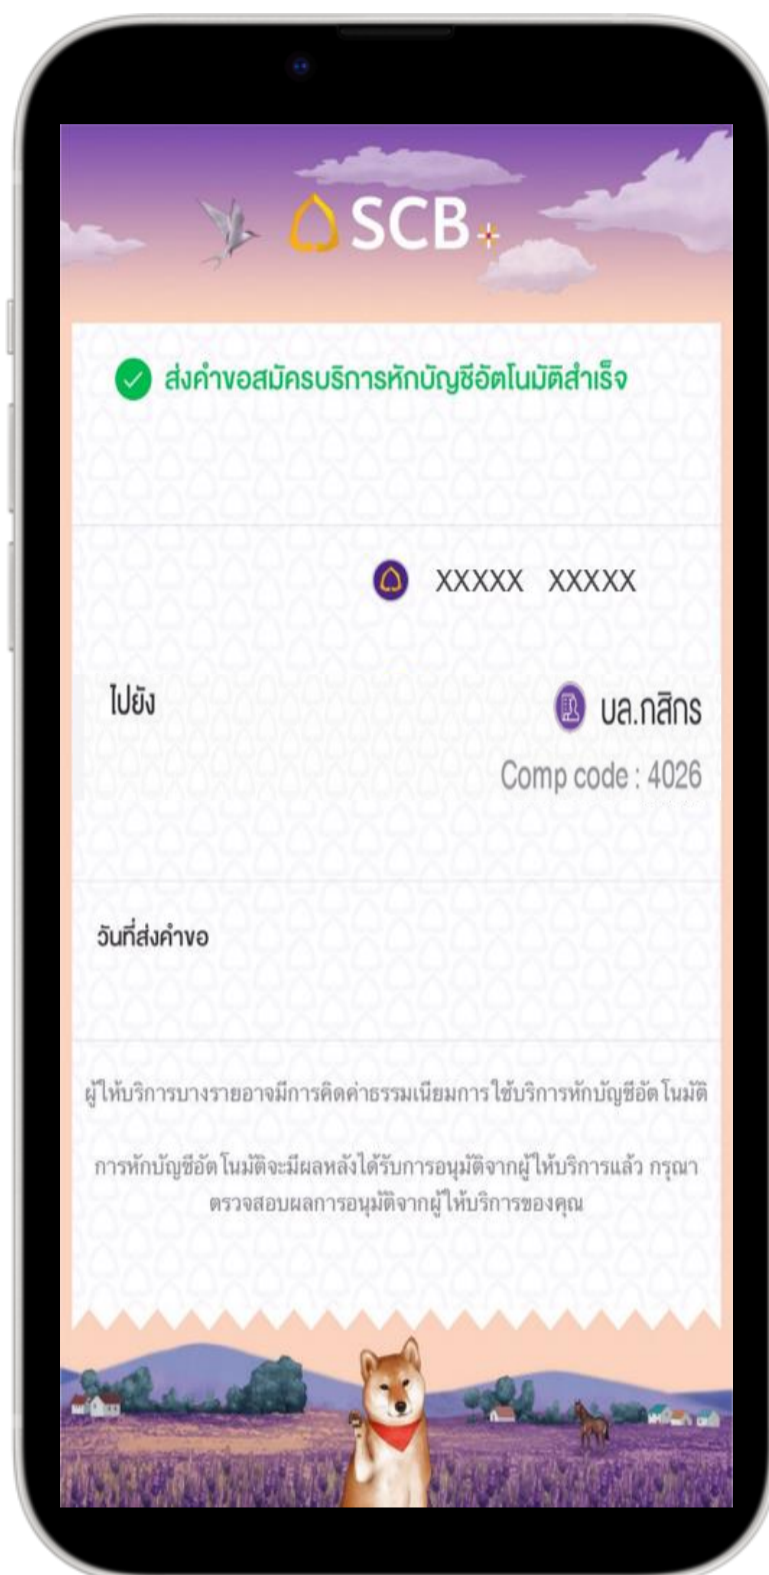 SCB
ส่งคำขอสมัครบริการหักบัญชีอัตโนมัติสำเร็จ
XXXXX XXXXX
ไปยัง
บล.กสิกร
Comp code : 4026
วันที่ส่งคำขอ
ผู้ให้บริการบางรายอาจมีการคิดค่าธรรมเนียมการใช้บริการหักบัญชีอัตโนมัติ
การหักบัญชีอัตโนมัติจะมีผลหลังได้รับการอนุมัติจากผู้ให้บริการแล้ว กรุณา
ตรวจสอบผลการอนุมัติจากผู้ให้บริการของคุณ